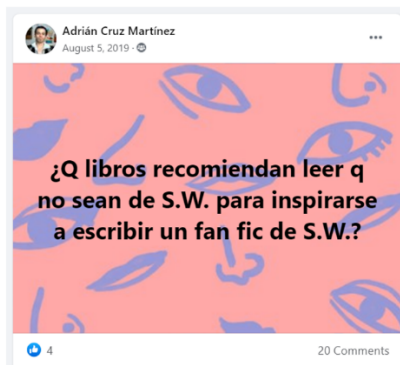 Adrián Cruz Martínez
August 5, 2019 ·
¿Q libros recomiendan leer q
no sean de S.W. para inspirarse
a escribir un fan fic de S.W.?
4
20 Comments